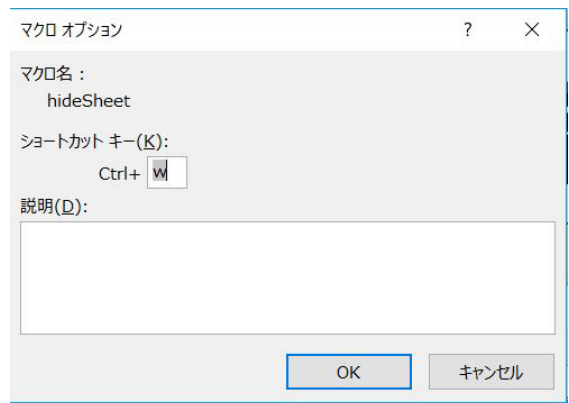 マクロ オプション ? ×
マクロ名:
hideSheet
ショートカット キー(K):
Ctrl+ w
説明(D):
OK キャンセル